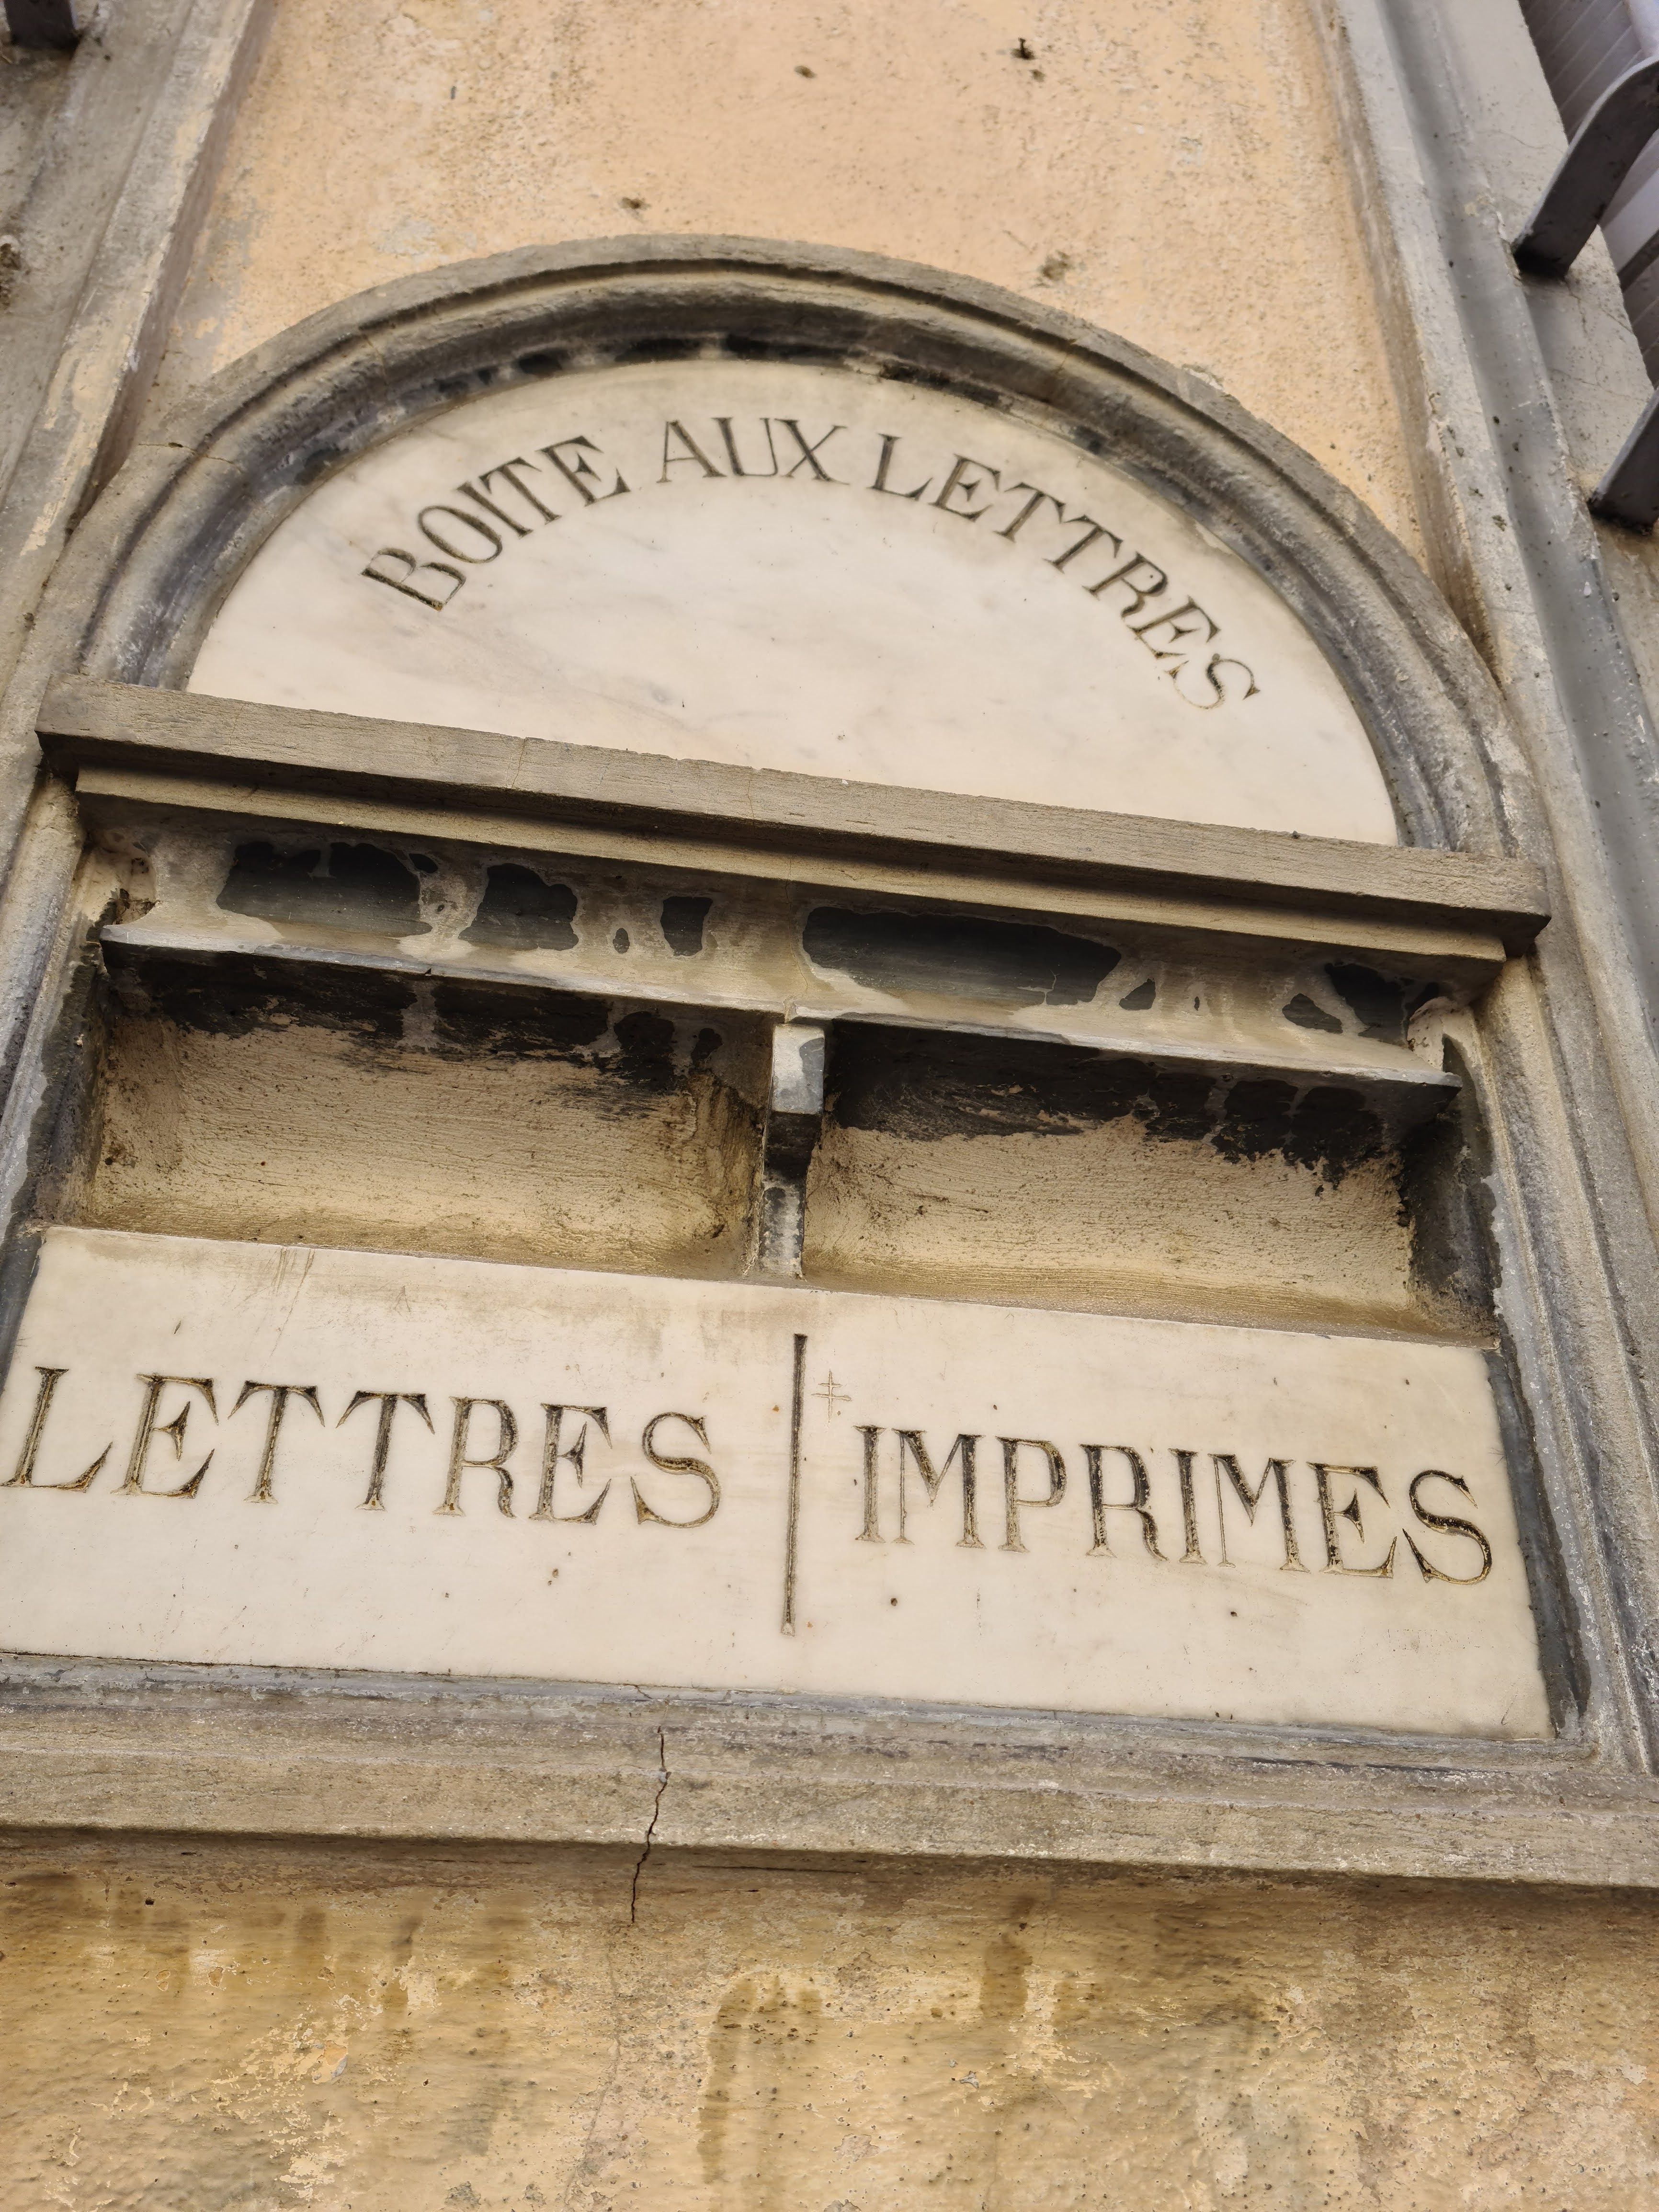 BOITE AUX LETTRES
LETTRES | IMPRIMES